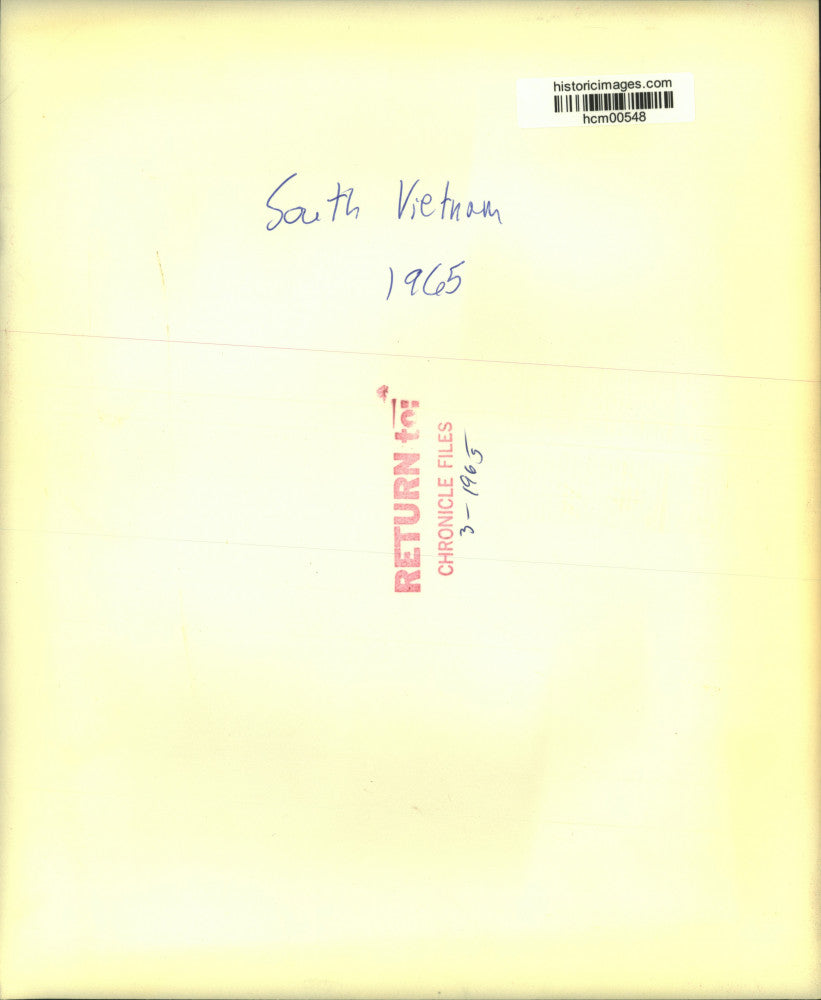 historicimages.com
hcm00548
South Vietnam
1965
RETURN to:
CHRONICLE FILES
3-1965